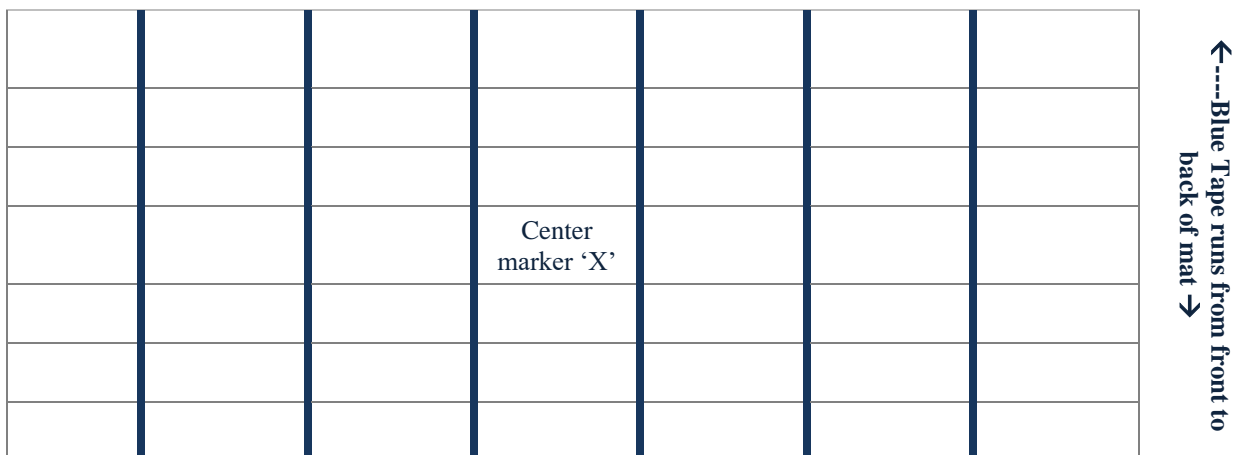 Center
marker ‘X’
🡨----Blue Tape runs from front to
back of mat 🡪